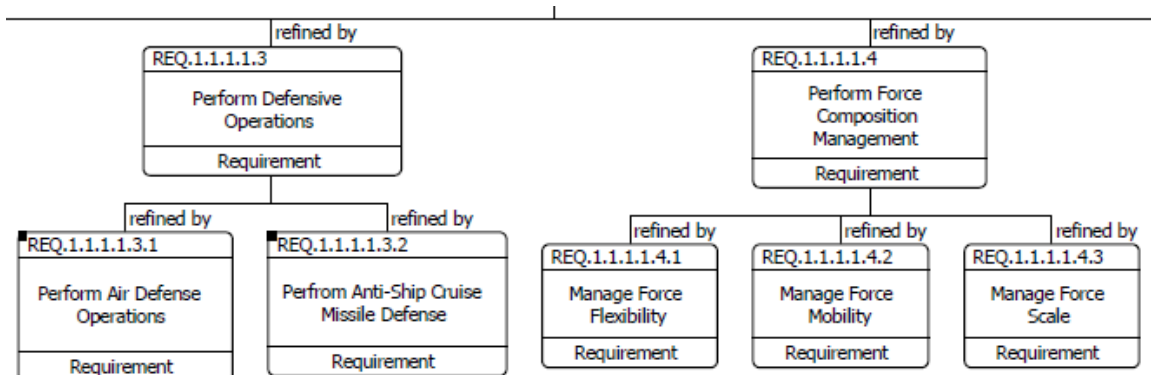 refined by
REQ.1.1.1.1.3
Perform Defensive
Operations
Requirement
refined by
REQ.1.1.1.1.4
Perform Force
Composition
Management
Requirement
refined by
REQ.1.1.1.1.3.1
Perform Air Defense
Operations
Requirement
refined by
REQ.1.1.1.1.3.2
Perfrom Anti-Ship Cruise
Missile Defense
Requirement
refined by
REQ.1.1.1.1.4.1
Manage Force
Flexibility
Requirement
refined by
REQ.1.1.1.1.4.2
Manage Force
Mobility
Requirement
refined by
REQ.1.1.1.1.4.3
Manage Force
Scale
Requirement